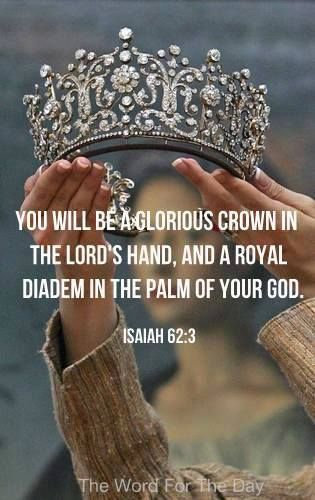 YOU WILL BE A GLORIOUS CROWN IN
THE LORD'S HAND, AND A ROYAL
DIADEM IN THE PALM OF YOUR GOD.
ISAIAH 62:3
The Word For The Day